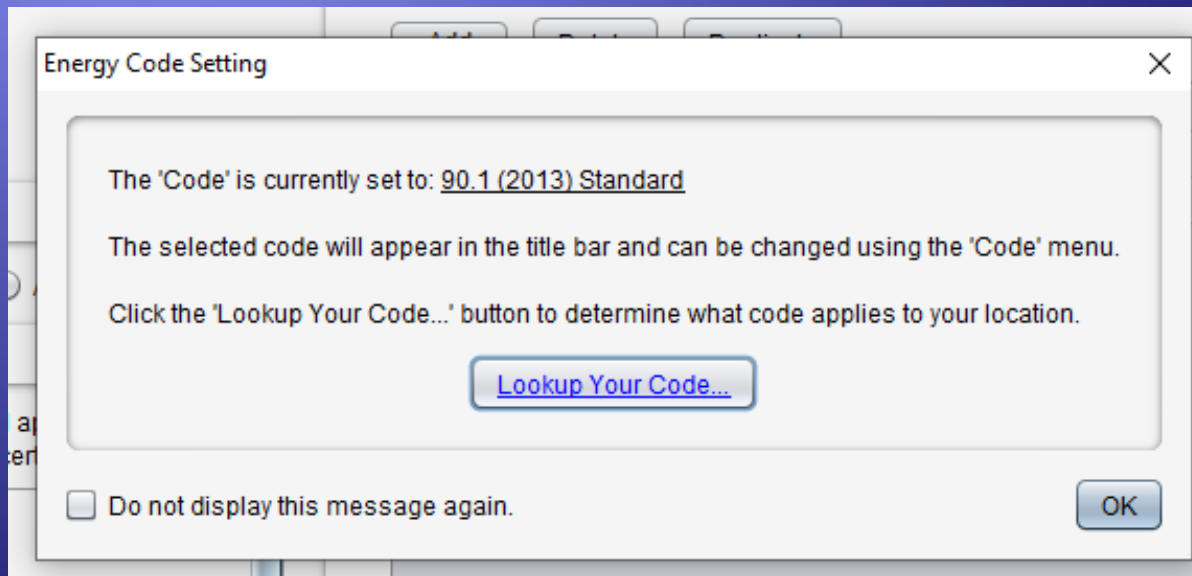 Energy Code Setting
The 'Code' is currently set to: 90.1 (2013) Standard
The selected code will appear in the title bar and can be changed using the 'Code' menu.
Click the 'Lookup Your Code...' button to determine what code applies to your location.
Lookup Your Code...
Do not display this message again.
OK